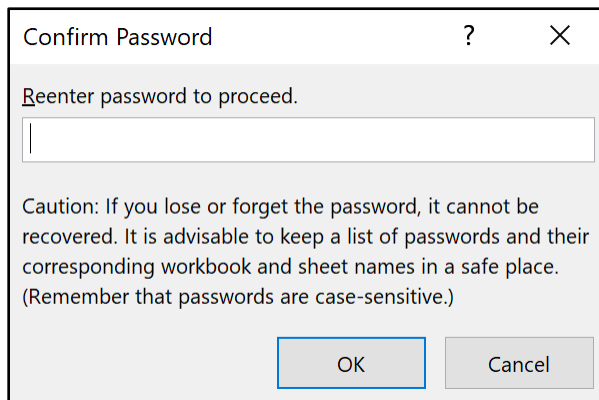 Confirm Password ?
Reenter password to proceed.
Caution: If you lose or forget the password, it cannot be
recovered. It is advisable to keep a list of passwords and their
corresponding workbook and sheet names in a safe place.
(Remember that passwords are case-sensitive.)
OK Cancel